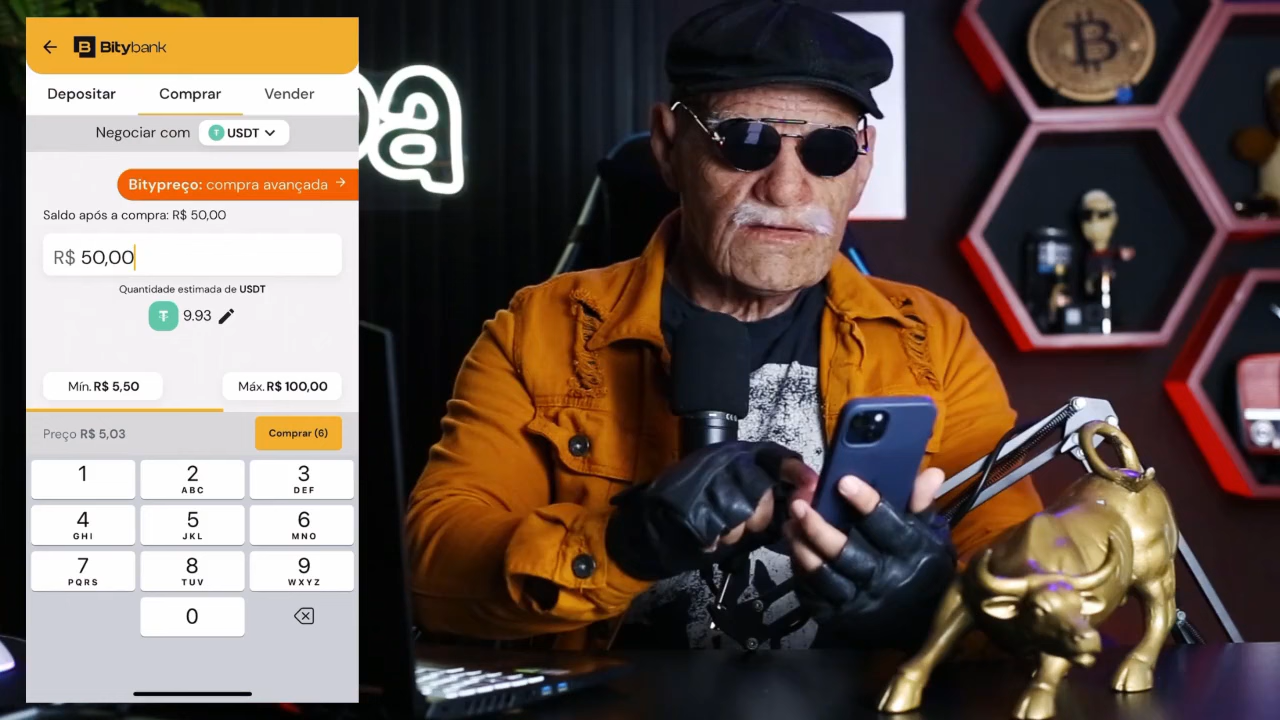 Bitybank
Depositar
Comprar
Vender
Negociar com
USDT
Bitypreço: compra avançada
Saldo após a compra: R$ 50,00
R$ 50,00
Quantidade estimada de USDT
9.93
Mín. R$ 5,50
Máx. R$ 100,00
Preço R$ 5,03
Comprar (6)
1
2
ABC
3
DEF
4
GHI
5
JKL
6
MNO
7
PQRS
8
TUV
9
WXYZ
0